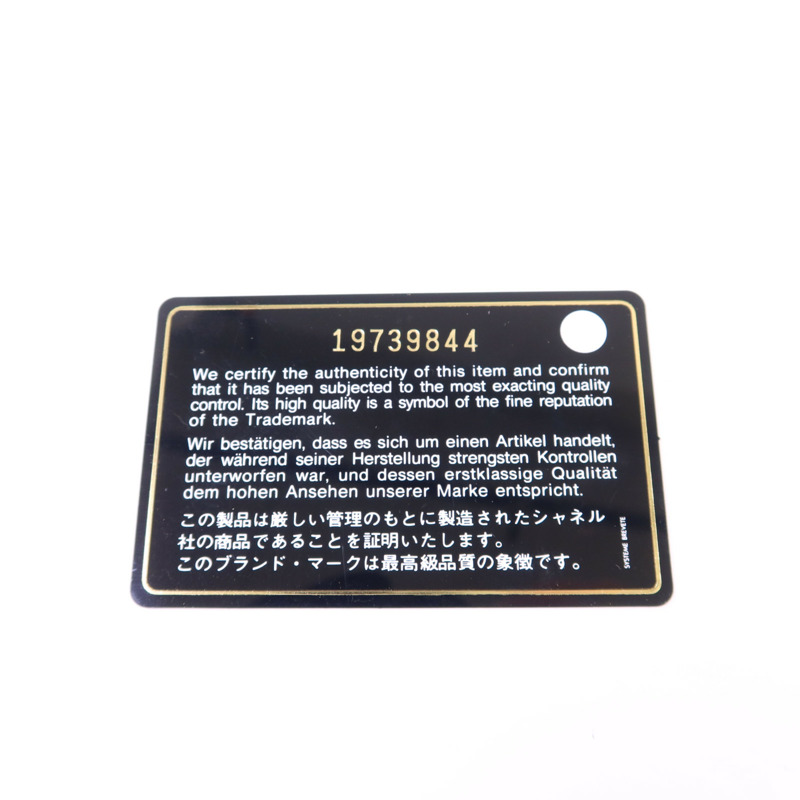 19739844
We certify the authenticity of this item and confirm
that it has been subjected to the most exacting quality
control. Its high quality is a symbol of the fine reputation
of the Trademark.
Wir bestätigen, dass es sich um einen Artikel handelt,
der während seiner Herstellung strengsten Kontrollen
unterworfen war, und dessen erstklassige Qualität
dem hohen Ansehen unserer Marke entspricht.
この製品は厳しい管理のもとに製造されたシャネル
社の商品であることを証明いたします。
このブランド・マークは最高級品質の象徴です。
SYSTEME BREVETE